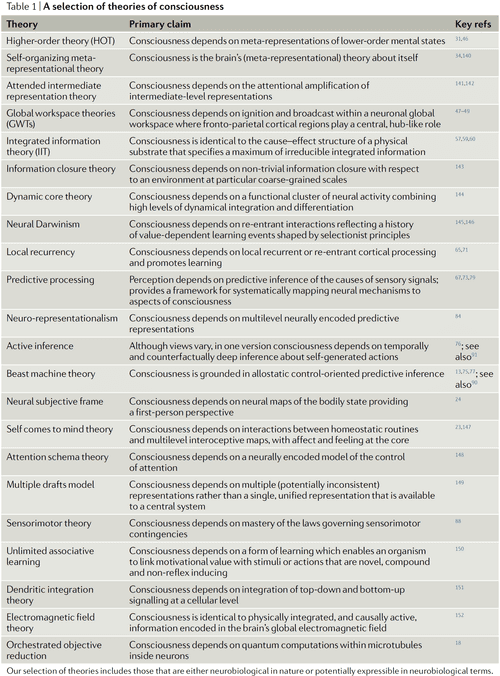 Table 1 | A selection of theories of consciousness
Theory Primary claim Key refs
Higher-order theory (HOT) Consciousness depends on meta-representations of lower-order mental states 31,46
Self-organizing meta-
representational theory
Consciousness is the brain's (meta-representational) theory about itself 34,140
Attended intermediate
representation theory
Consciousness depends on the attentional amplification of
intermediate-level representations
141,142
Global workspace theories
(GWTs)
Consciousness depends on ignition and broadcast within a neuronal global
workspace where fronto-parietal cortical regions play a central, hub-like role
47–49
Integrated information
theory (IIT)
Consciousness is identical to the cause–effect structure of a physical
substrate that specifies a maximum of irreducible integrated information
57,59,60
Information closure theory Consciousness depends on non-trivial information closure with respect
to an environment at particular coarse-grained scales
143
Dynamic core theory Consciousness depends on a functional cluster of neural activity combining
high levels of dynamical integration and differentiation
144
Neural Darwinism Consciousness depends on re-entrant interactions reflecting a history
of value-dependent learning events shaped by selectionist principles
145,146
Local recurrency Consciousness depends on local recurrent or re-entrant cortical processing
and promotes learning
65,71
Predictive processing Perception depends on predictive inference of the causes of sensory signals;
provides a framework for systematically mapping neural mechanisms to
aspects of consciousness
67,73,79
Neuro-representationalism Consciousness depends on multilevel neurally encoded predictive
representations
84
Active inference Although views vary, in one version consciousness depends on temporally
and counterfactually deep inference about self-generated actions
76; see
also
Beast machine theory Consciousness is grounded in allostatic control-oriented predictive inference 13,75,77; see
also
Neural subjective frame Consciousness depends on neural maps of the bodily state providing
a first-person perspective
24
Self comes to mind theory Consciousness depends on interactions between homeostatic routines
and multilevel interoceptive maps, with affect and feeling at the core
23,147
Attention schema theory Consciousness depends on a neurally encoded model of the control
of attention
148
Multiple drafts model Consciousness depends on multiple (potentially inconsistent)
representations rather than a single, unified representation that is available
to a central system
149
Sensorimotor theory Consciousness depends on mastery of the laws governing sensorimotor
contingencies
88
Unlimited associative
learning
Consciousness depends on a form of learning which enables an organism
to link motivational value with stimuli or actions that are novel, compound
and non-reflex inducing
150
Dendritic integration
theory
Consciousness depends on integration of top-down and bottom-up
signalling at a cellular level
151
Electromagnetic field
theory
Consciousness is identical to physically integrated, and causally active,
information encoded in the brain's global electromagnetic field
152
Orchestrated objective
reduction
Consciousness depends on quantum computations within microtubules
inside neurons
18
Our selection of theories includes those that are either neurobiological in nature or potentially expressible in neurobiological terms.